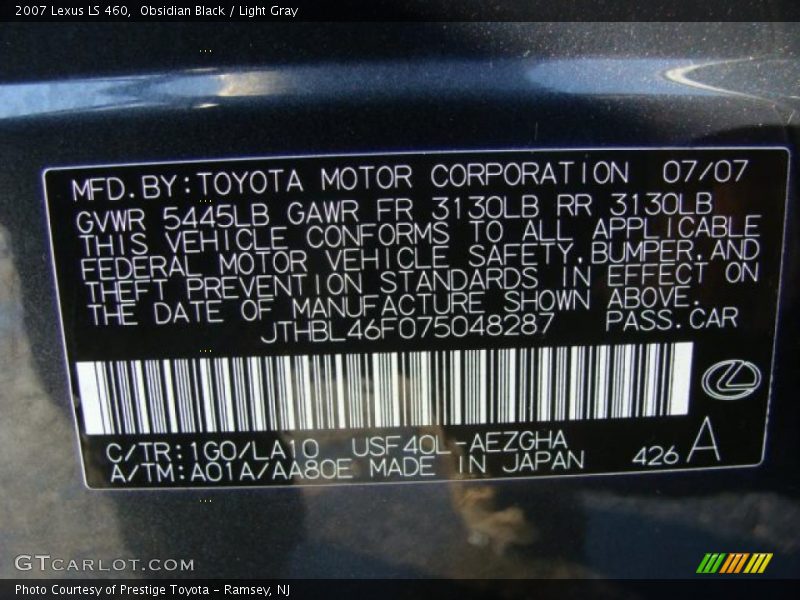 2007 Lexus LS 460,  Obsidian Black / Light Gray
MFD.BY:TOYOTA MOTOR CORPORATION 07/07
GVWR 5445LB GAWR FR 3130LB RR 3130LB
THIS VEHICLE CONFORMS TO ALL APPLICABLE
FEDERAL MOTOR VEHICLE SAFETY,BUMPER,AND
THEFT PREVENTION STANDARDS IN EFFECT ON
THE DATE OF MANUFACTURE SHOWN ABOVE.
JTHBL46F075048287 PASS.CAR
C/TR:1G0/LA10 USF40L-AEZGHA
A/TM:A01A/AA80E MADE IN JAPAN 426 A
GTCARLOT.COM
Photo Courtesy of Prestige Toyota - Ramsey, NJ